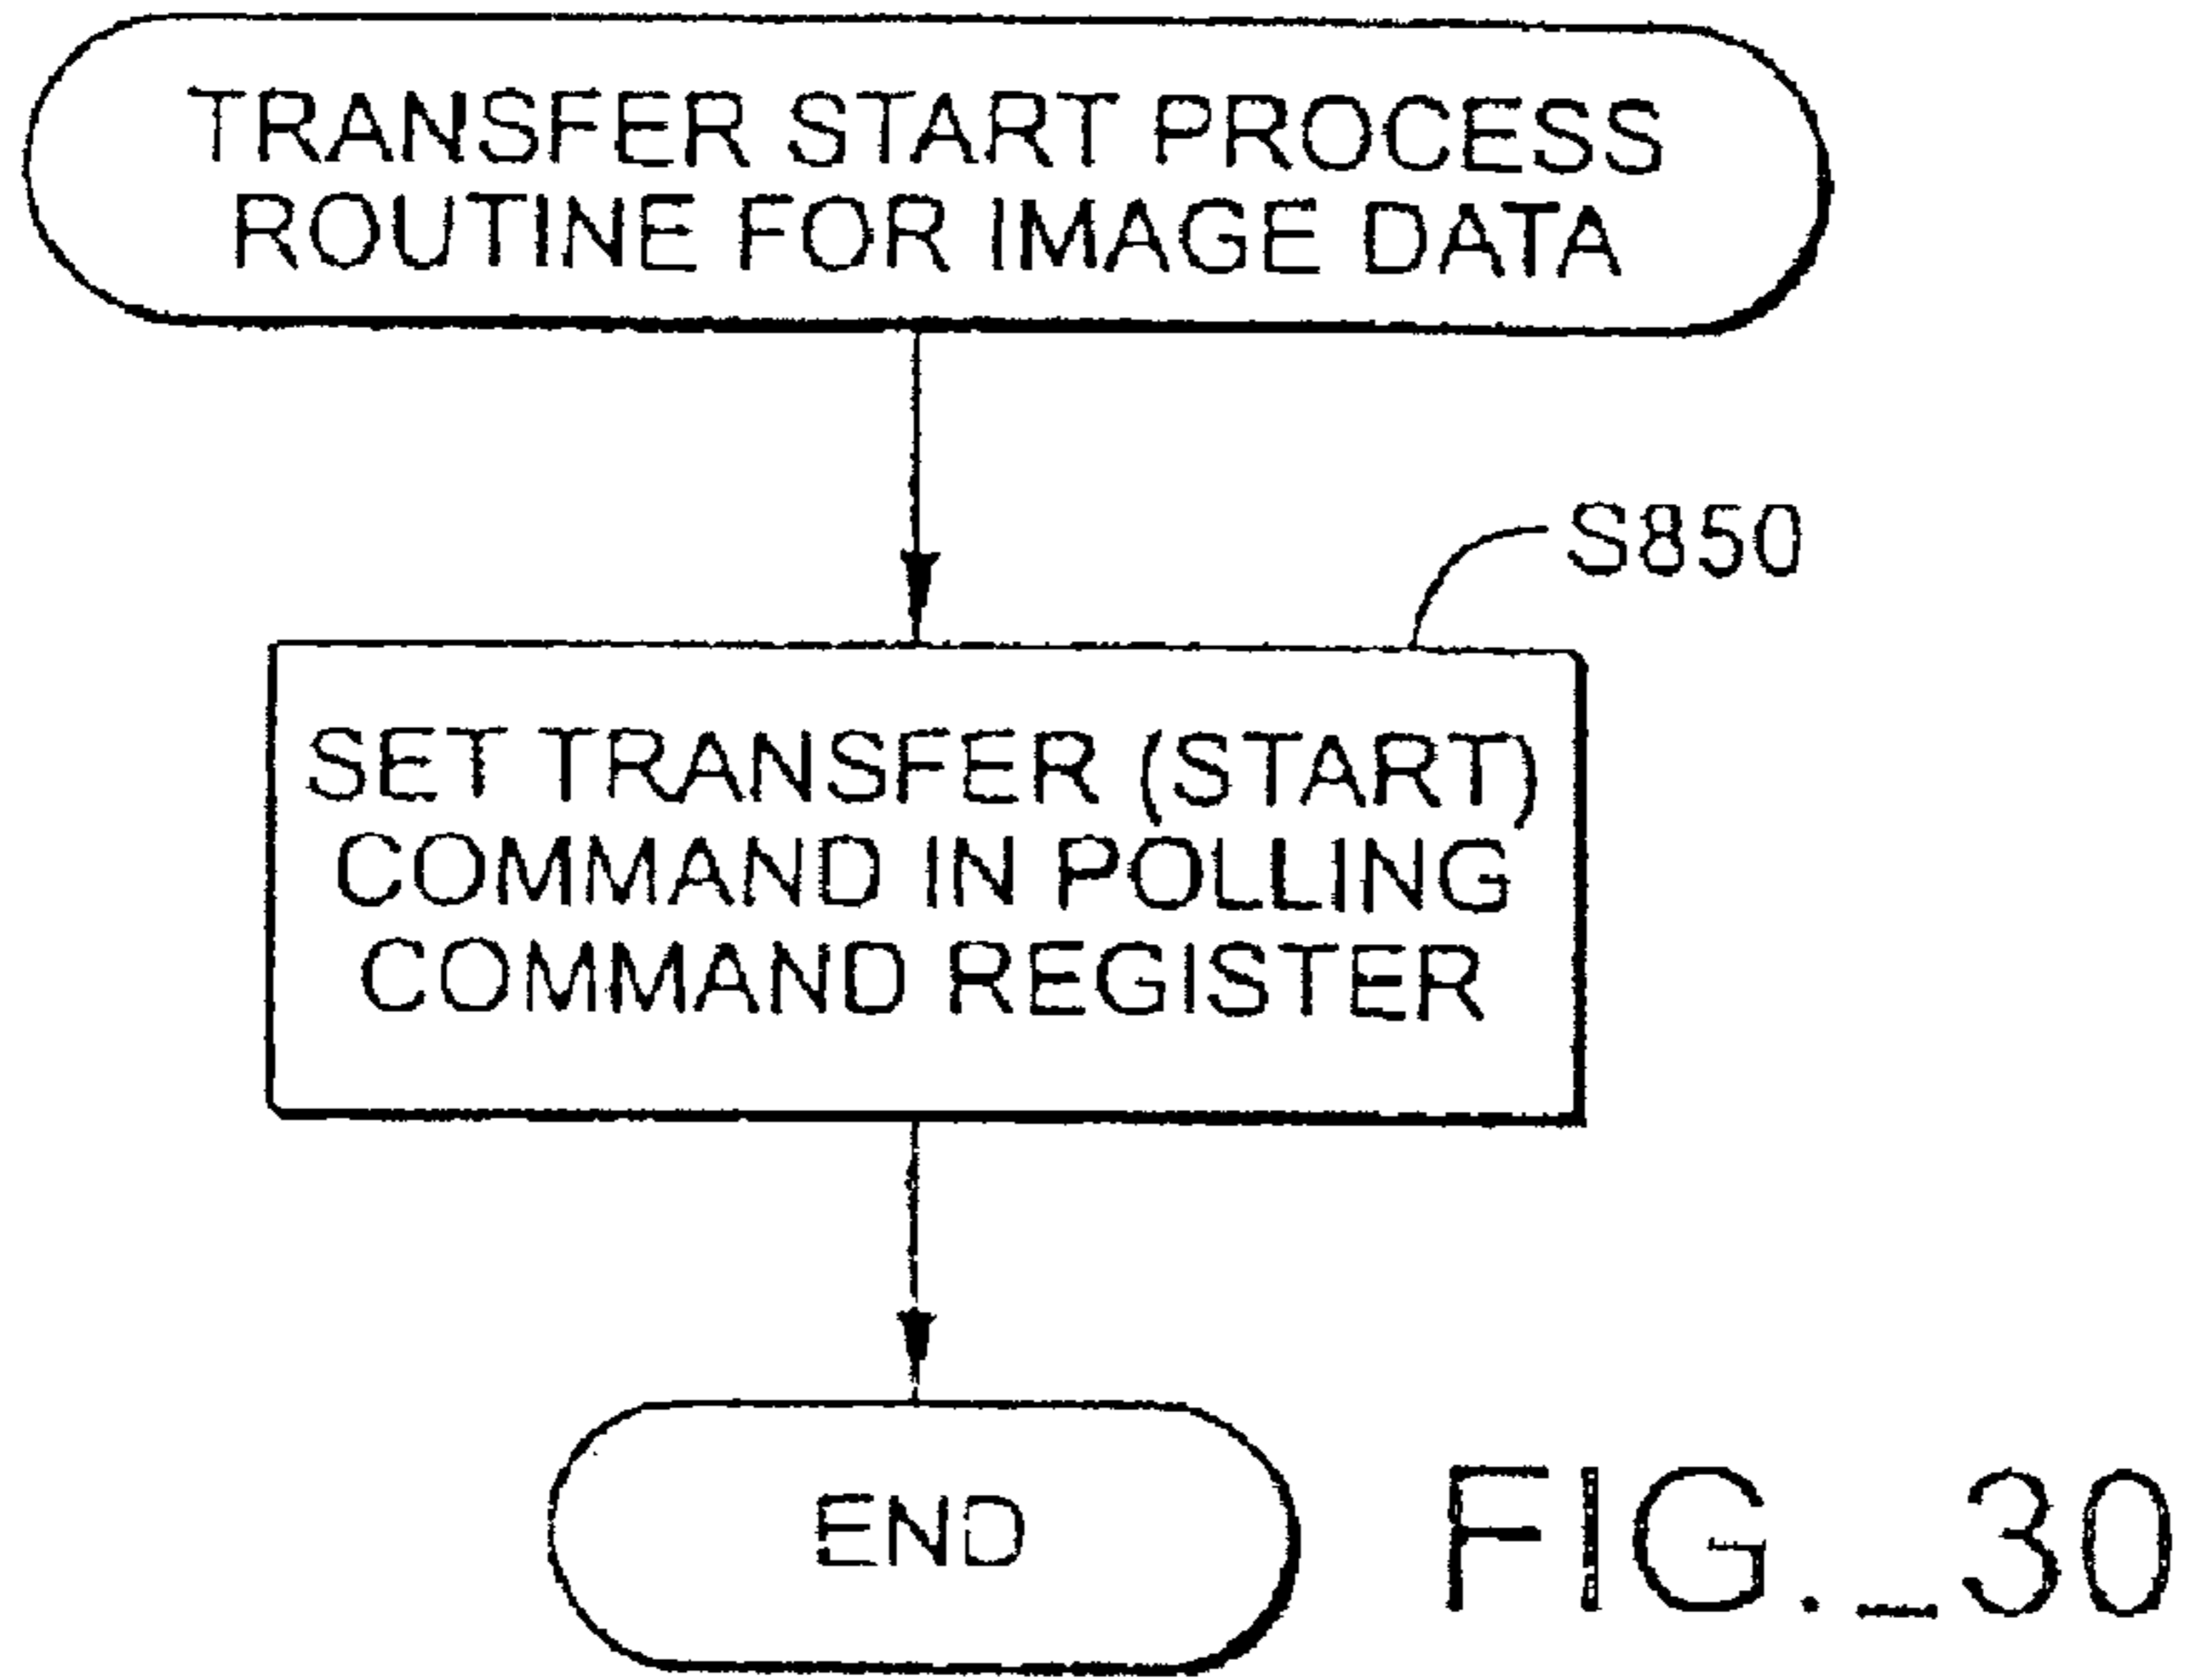 TRANSFER START PROCESS
ROUTINE FOR IMAGE DATA
S850
SET TRANSFER (START)
COMMAND IN POLLING
COMMAND REGISTER
END
FIG._30